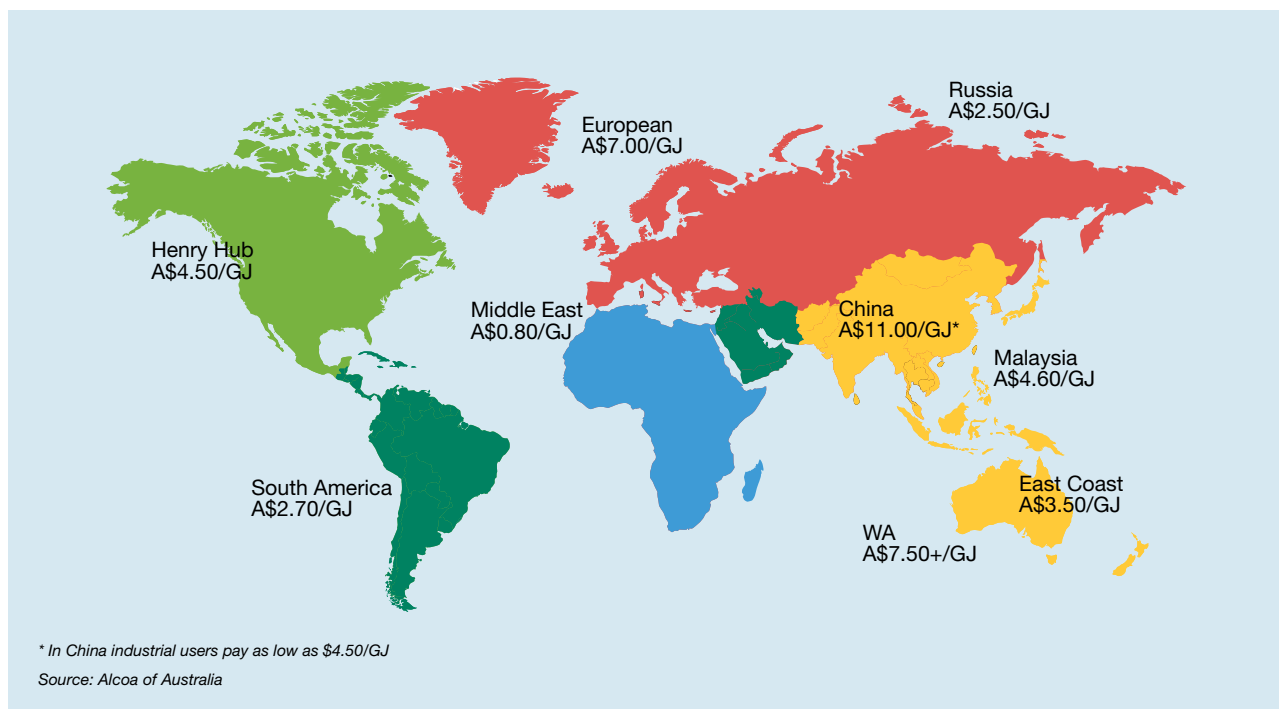 Russia
A$2.50/GJ
European
A$7.00/GJ
Henry Hub
A$4.50/GJ
Middle East
A$0.80/GJ
China
A$11.00/GJ*
Malaysia
A$4.60/GJ
South America
A$2.70/GJ
East Coast
A$3.50/GJ
WA
A$7.50+/GJ
* In China industrial users pay as low as $4.50/GJ
Source: Alcoa of Australia